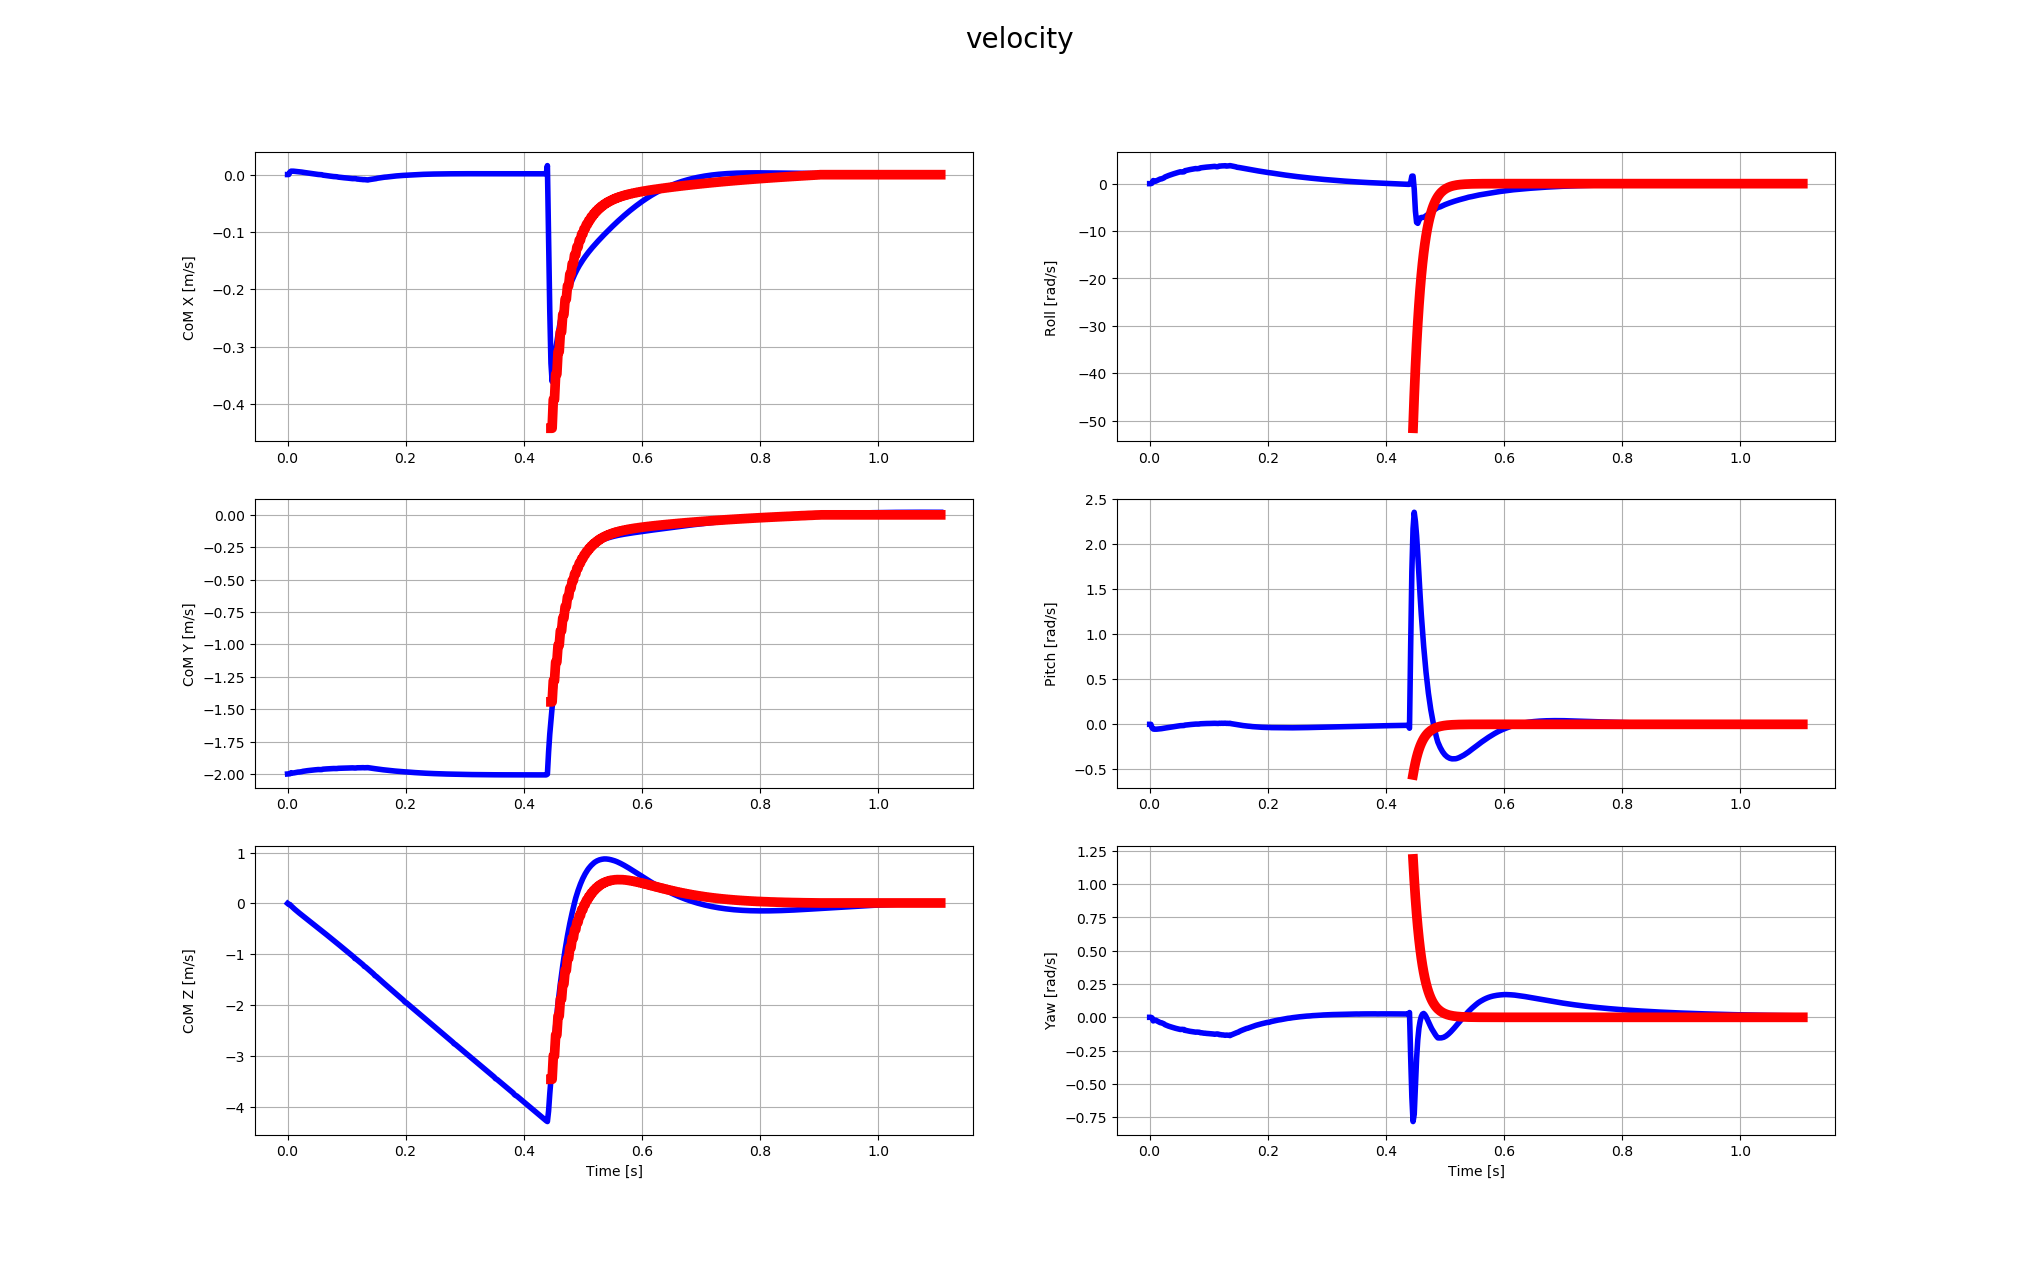 velocity
CoM X [m/s]
0.0
−0.1
−0.2
−0.3
−0.4
0.0 0.2 0.4 0.6 0.8 1.0
Roll [rad/s]
0
−10
−20
−30
−40
−50
0.0 0.2 0.4 0.6 0.8 1.0
CoM Y [m/s]
0.00
−0.25
−0.50
−0.75
−1.00
−1.25
−1.50
−1.75
−2.00
0.0 0.2 0.4 0.6 0.8 1.0
Pitch [rad/s]
2.5
2.0
1.5
1.0
0.5
0.0
−0.5
0.0 0.2 0.4 0.6 0.8 1.0
CoM Z [m/s]
1
0
−1
−2
−3
−4
0.0 0.2 0.4 0.6 0.8 1.0
Time [s]
Yaw [rad/s]
1.25
1.00
0.75
0.50
0.25
0.00
−0.25
−0.50
−0.75
0.0 0.2 0.4 0.6 0.8 1.0
Time [s]